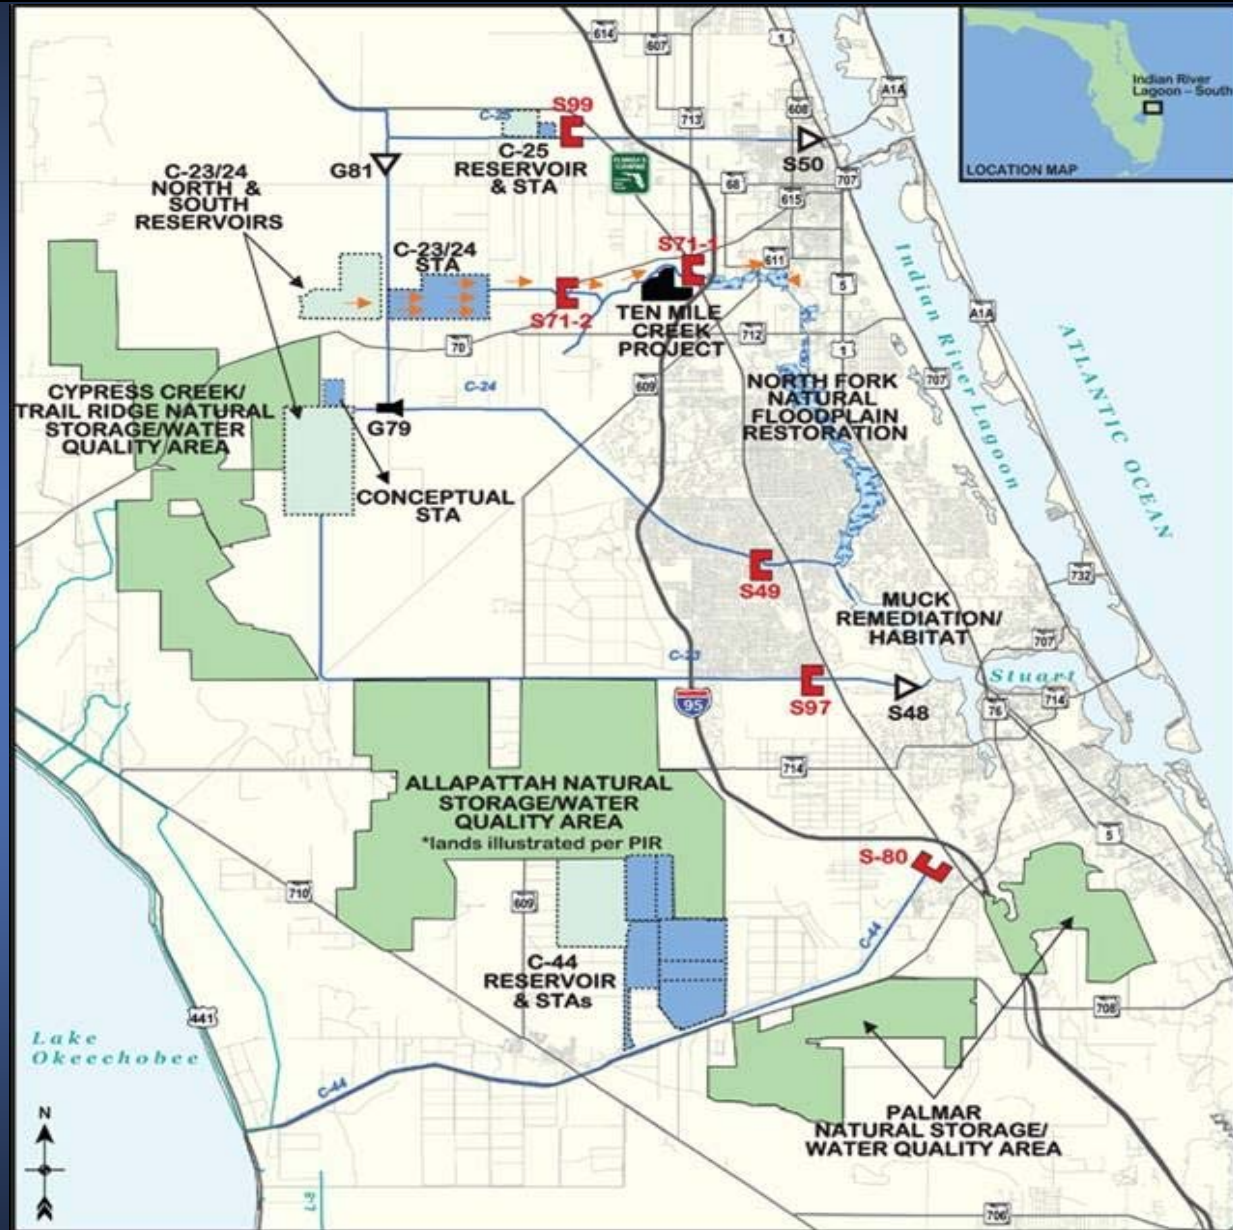 614
607
1
Indian River
Lagoon – South
LOCATION MAP
A1A
608
713
S99
C-25
S50
G81
C-25
RESERVOIR
& STA
C-23/24
NORTH &
SOUTH
RESERVOIRS
68
707
615
C-23/24
STA
S71-1
611
5
S71-2
TEN MILE
CREEK
PROJECT
712
70
1
A1A
Indian River Lagoon
ATLANTIC OCEAN
707
609
C-24
CYPRESS CREEK/
TRAIL RIDGE NATURAL
STORAGE/WATER
QUALITY AREA
G79
NORTH FORK
NATURAL
FLOODPLAIN
RESTORATION
CONCEPTUAL
STA
S49
732
MUCK
REMEDIATION/
HABITAT
707
C-23
Stuart
95
S97
S48
76
714
714
ALLAPATTAH NATURAL
STORAGE/WATER
QUALITY AREA
*lands illustrated per PIR
5
S-80
710
609
C-44
C-44
RESERVOIR
& STAs
441
708
Lake
Okeechobee
C-44
N
PALMAR
NATURAL STORAGE/
WATER QUALITY AREA
L-8
706